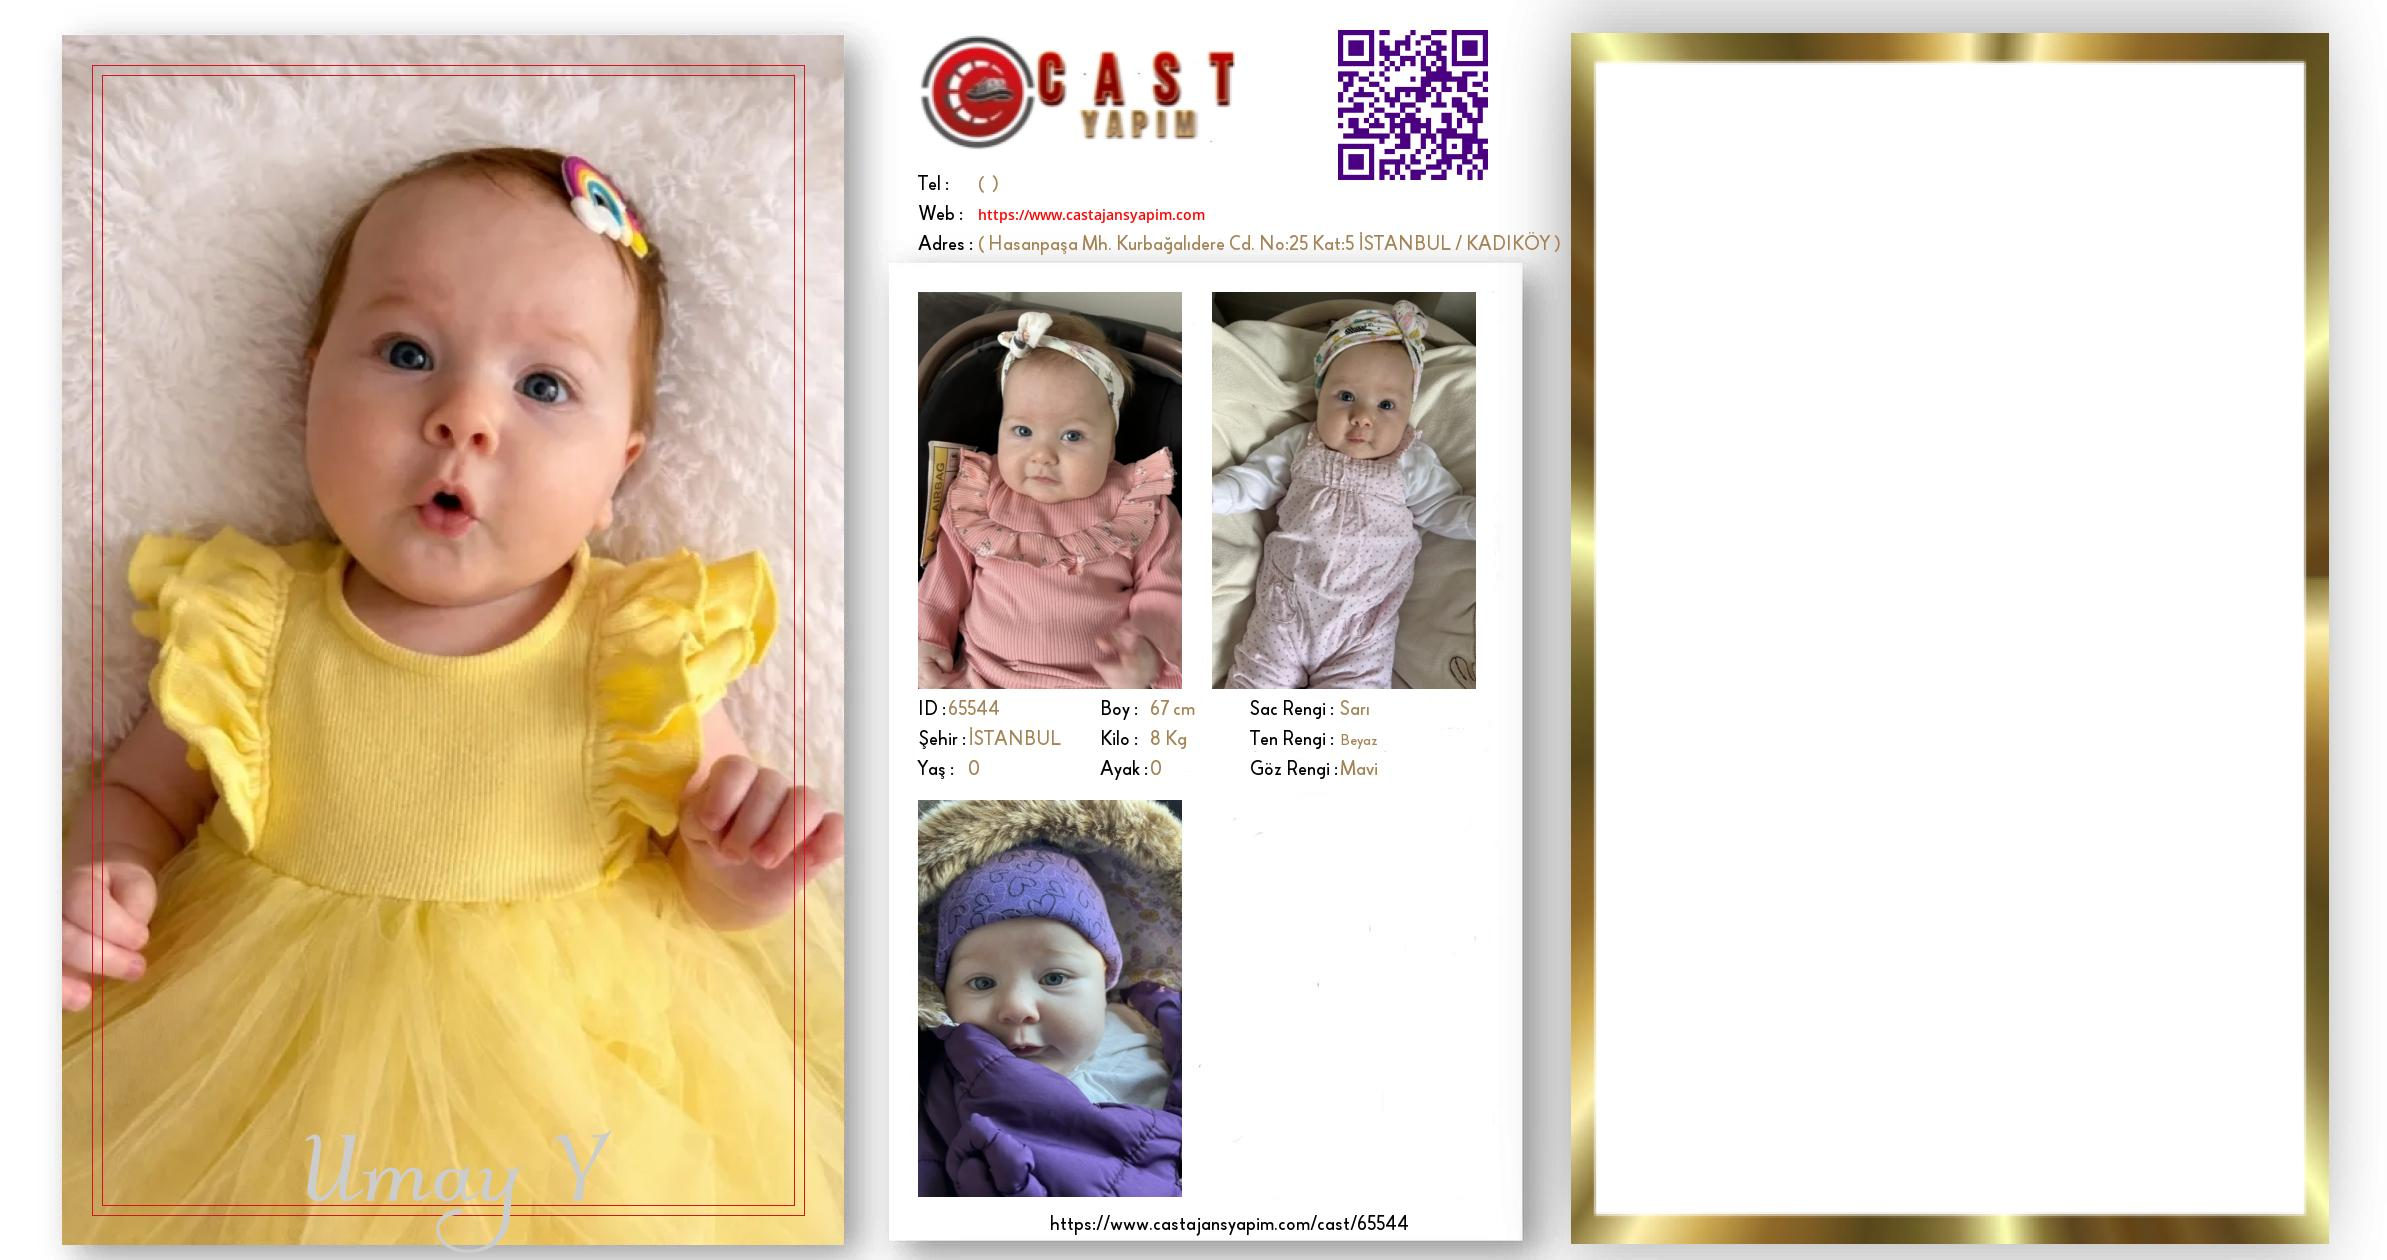 Umay Y
CAST
YAPIM
Tel : ( )
Web : https://www.castajansyapim.com
Adres : ( Hasanpaşa Mh. Kurbağalıdere Cd. No:25 Kat:5 İSTANBUL / KADIKÖY )
AIRBAG
ID : 65544 Boy : 67 cm Sac Rengi : Sarı
Şehir : İSTANBUL Kilo : 8 Kg Ten Rengi : Beyaz
Yaş : 0 Ayak : 0 Göz Rengi : Mavi
https://www.castajansyapim.com/cast/65544